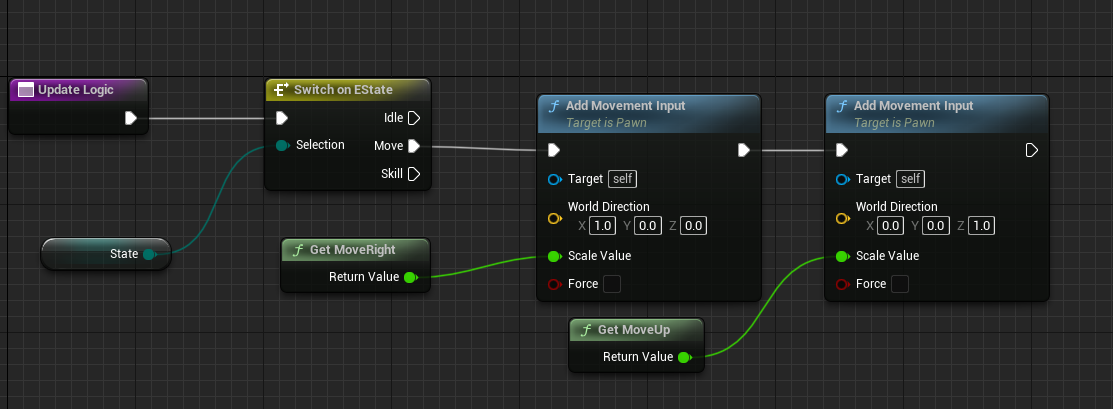 Update Logic
Switch on EState
Idle
Selection
Move
Skill
State
Get MoveRight
Return Value
Add Movement Input
Target is Pawn
Target self
World Direction
X 1.0 Y 0.0 Z 0.0
Scale Value
Force
Get MoveUp
Return Value
Add Movement Input
Target is Pawn
Target self
World Direction
X 0.0 Y 0.0 Z 1.0
Scale Value
Force